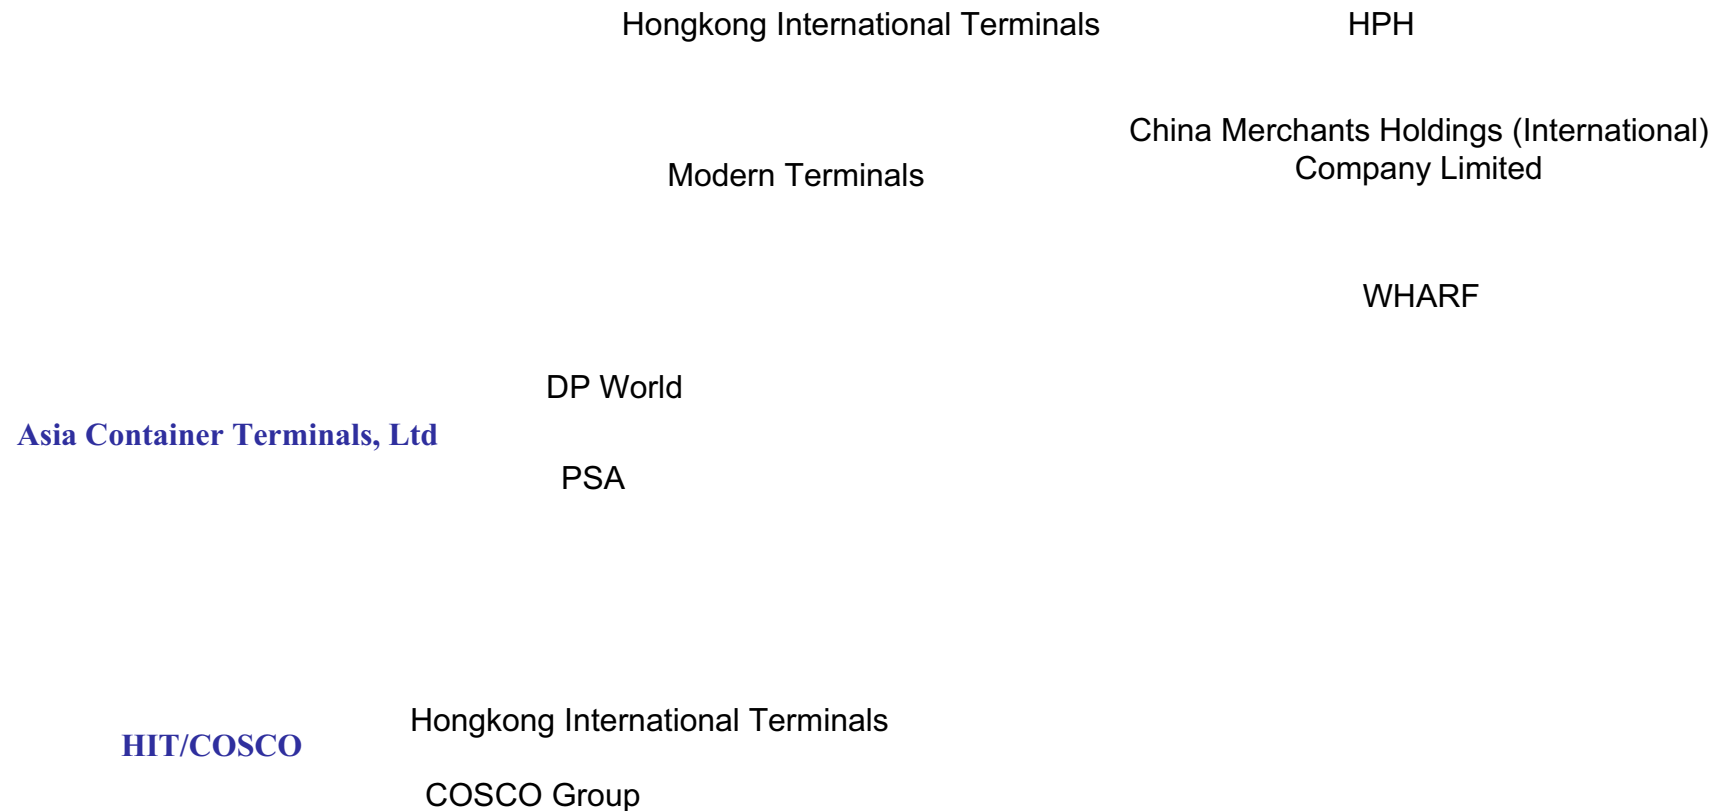 Hongkong International Terminals
HPH
China Merchants Holdings (International)
Company Limited
Modern Terminals
WHARF
DP World
Asia Container Terminals, Ltd
PSA
Hongkong International Terminals
HIT/COSCO
COSCO Group